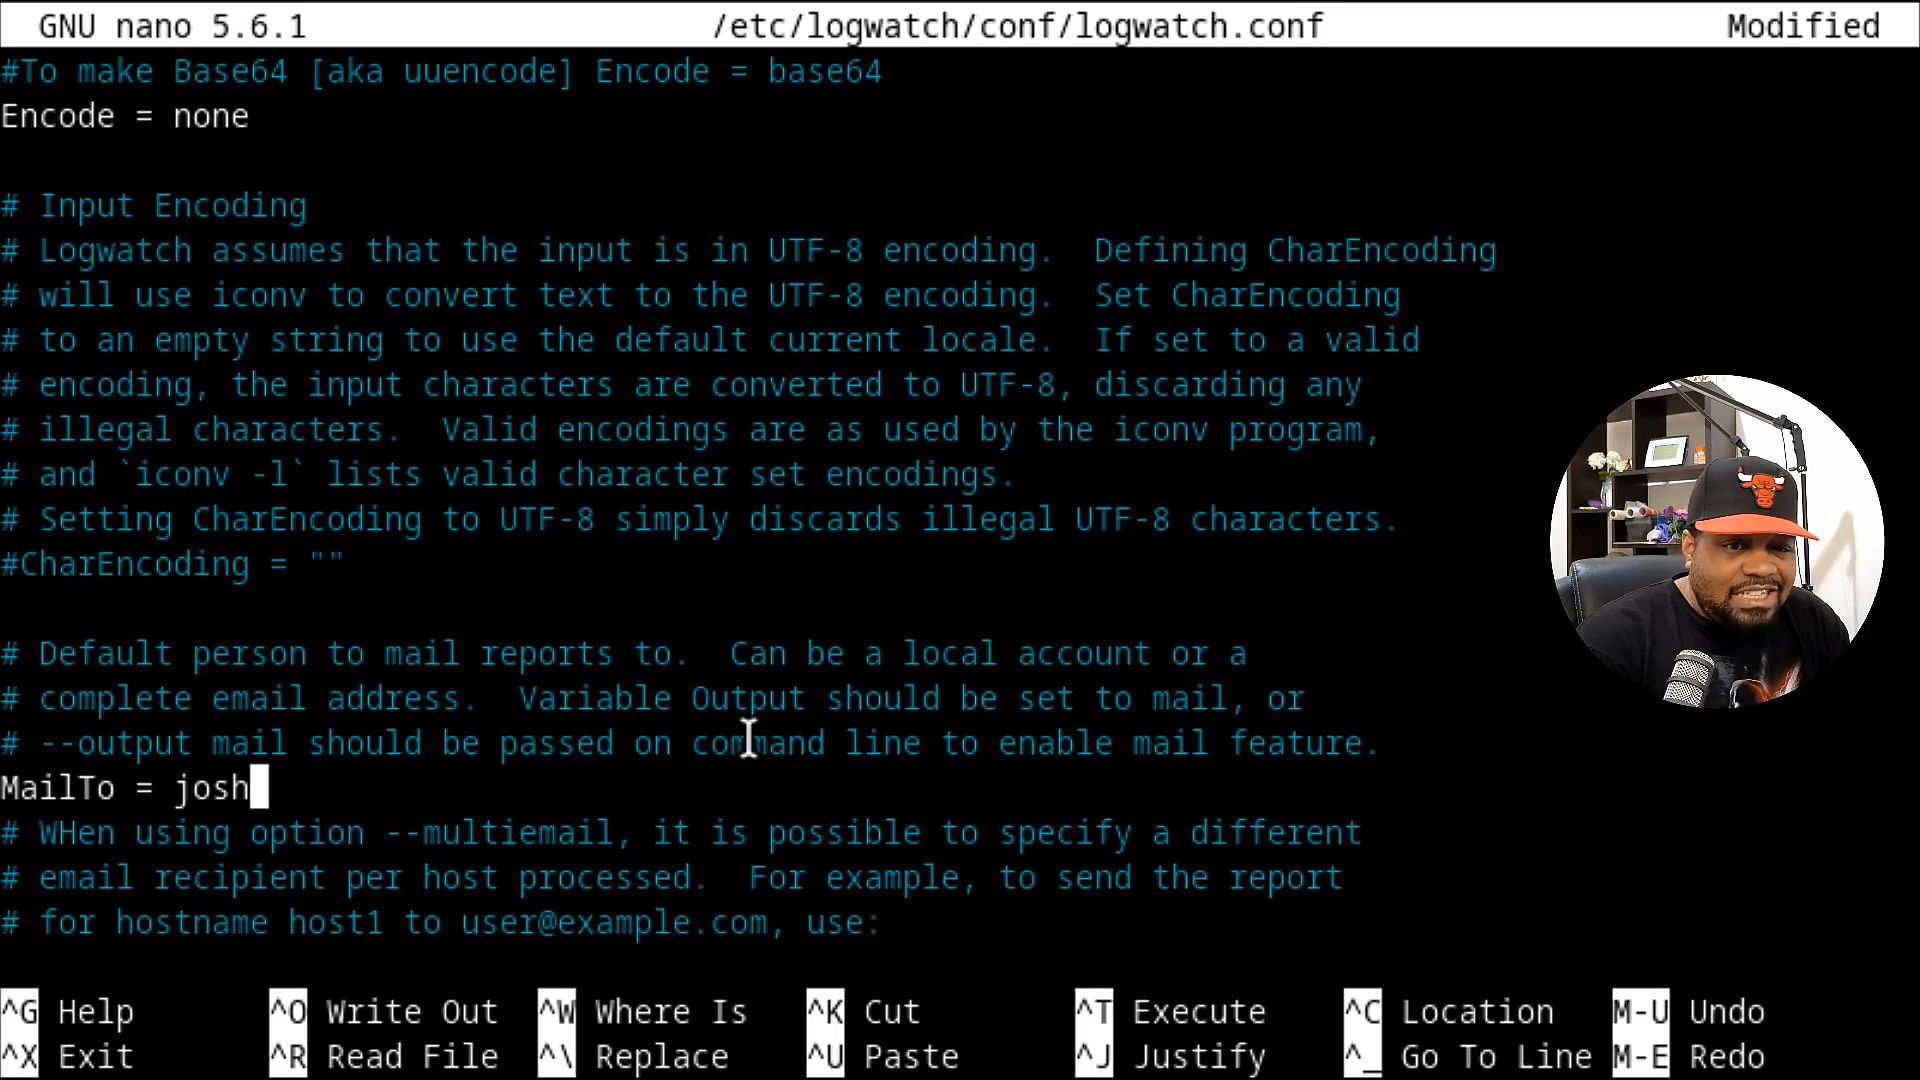 GNU nano 5.6.1 /etc/logwatch/conf/logwatch.conf Modified
#To make Base64 [aka uuencode] Encode = base64
Encode = none
# Input Encoding
# Logwatch assumes that the input is in UTF-8 encoding.  Defining CharEncoding
# will use iconv to convert text to the UTF-8 encoding.  Set CharEncoding
# to an empty string to use the default current locale.  If set to a valid
# encoding, the input characters are converted to UTF-8, discarding any
# illegal characters.  Valid encodings are as used by the iconv program,
# and `iconv -l` lists valid character set encodings.
# Setting CharEncoding to UTF-8 simply discards illegal UTF-8 characters.
#CharEncoding = ""
# Default person to mail reports to.  Can be a local account or a
# complete email address.  Variable Output should be set to mail, or
# --output mail should be passed on command line to enable mail feature.
MailTo = josh
# WHen using option --multiemail, it is possible to specify a different
# email recipient per host processed.  For example, to send the report
# for hostname host1 to user@example.com, use:
^G Help ^O Write Out ^W Where Is ^K Cut ^T Execute ^C Location M-U Undo
^X Exit ^R Read File ^\ Replace ^U Paste ^J Justify ^_ Go To Line M-E Redo